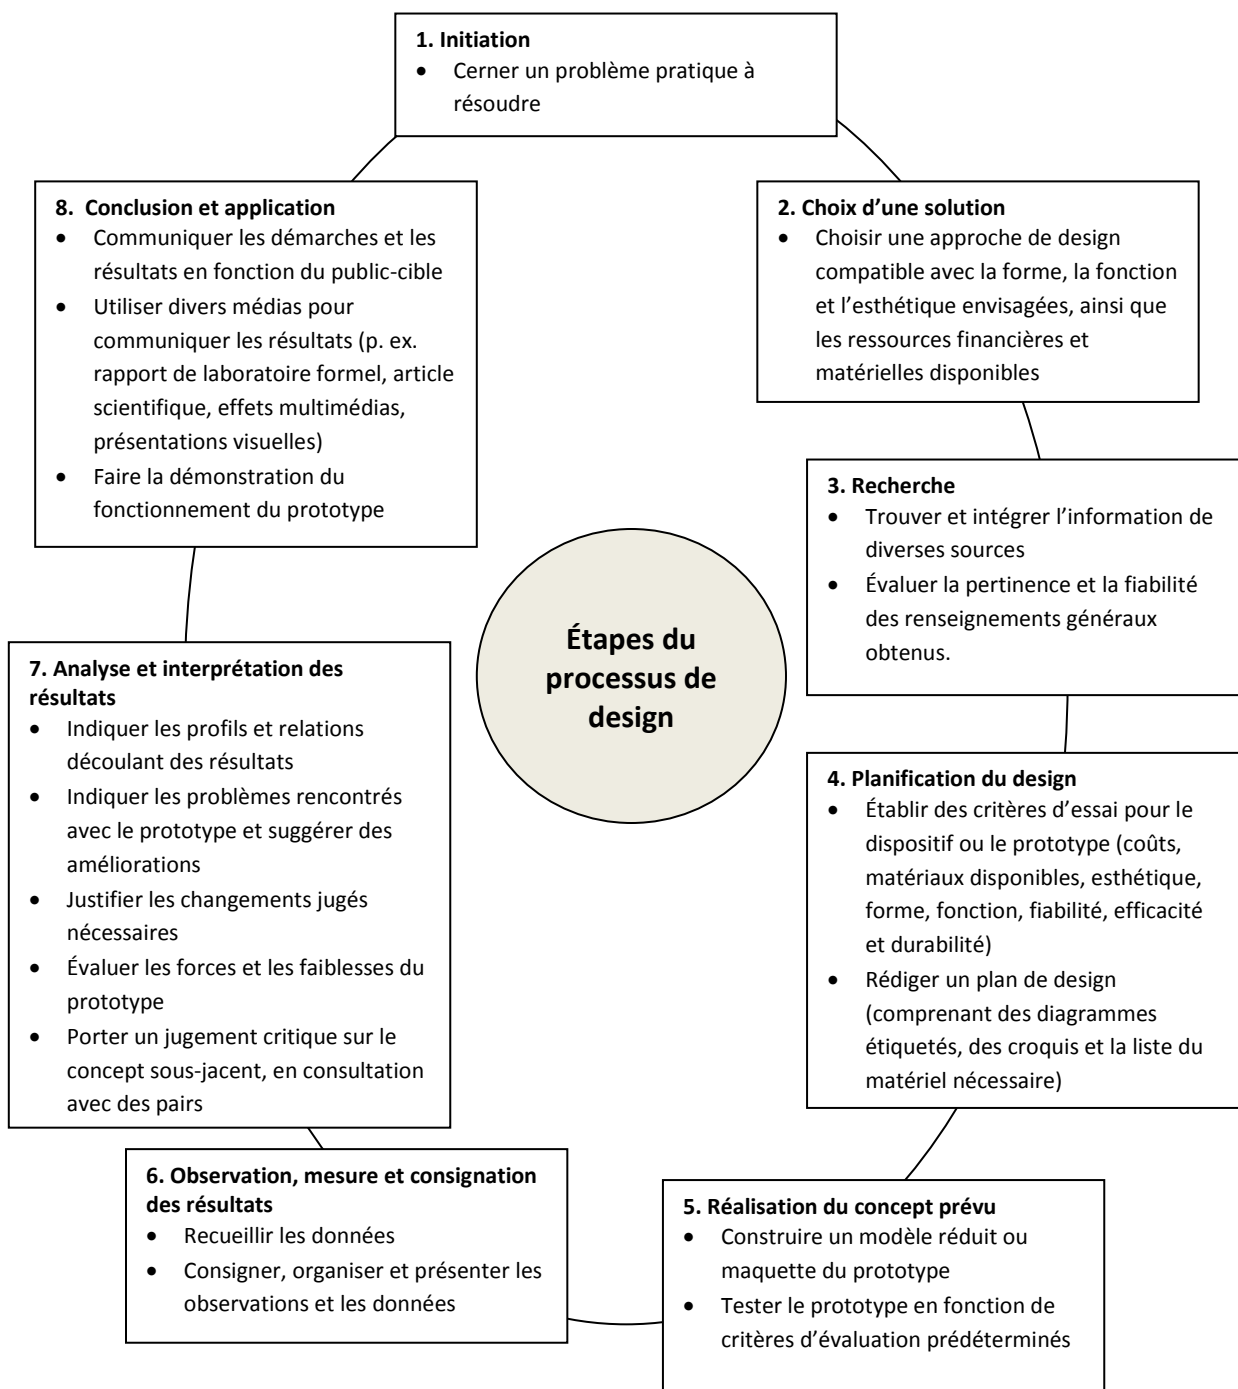 1. Initiation
• Cerner un problème pratique à
résoudre
2. Choix d’une solution
• Choisir une approche de design
compatible avec la forme, la fonction
et l’esthétique envisagées, ainsi que
les ressources financières et
matérielles disponibles
3. Recherche
• Trouver et intégrer l’information de
diverses sources
• Évaluer la pertinence et la fiabilité
des renseignements généraux
obtenus.
4. Planification du design
• Établir des critères d’essai pour le
dispositif ou le prototype (coûts,
matériaux disponibles, esthétique,
forme, fonction, fiabilité, efficacité
et durabilité)
• Rédiger un plan de design
(comprenant des diagrammes
étiquetés, des croquis et la liste du
matériel nécessaire)
5. Réalisation du concept prévu
• Construire un modèle réduit ou
maquette du prototype
• Tester le prototype en fonction de
critères d’évaluation prédéterminés
6. Observation, mesure et consignation
des résultats
• Recueillir les données
• Consigner, organiser et présenter les
observations et les données
7. Analyse et interprétation des
résultats
• Indiquer les profils et relations
découlant des résultats
• Indiquer les problèmes rencontrés
avec le prototype et suggérer des
améliorations
• Justifier les changements jugés
nécessaires
• Évaluer les forces et les faiblesses du
prototype
• Porter un jugement critique sur le
concept sous-jacent, en consultation
avec des pairs
8. Conclusion et application
• Communiquer les démarches et les
résultats en fonction du public-cible
• Utiliser divers médias pour
communiquer les résultats (p. ex.
rapport de laboratoire formel, article
scientifique, effets multimédias,
présentations visuelles)
• Faire la démonstration du
fonctionnement du prototype
Étapes du
processus de
design